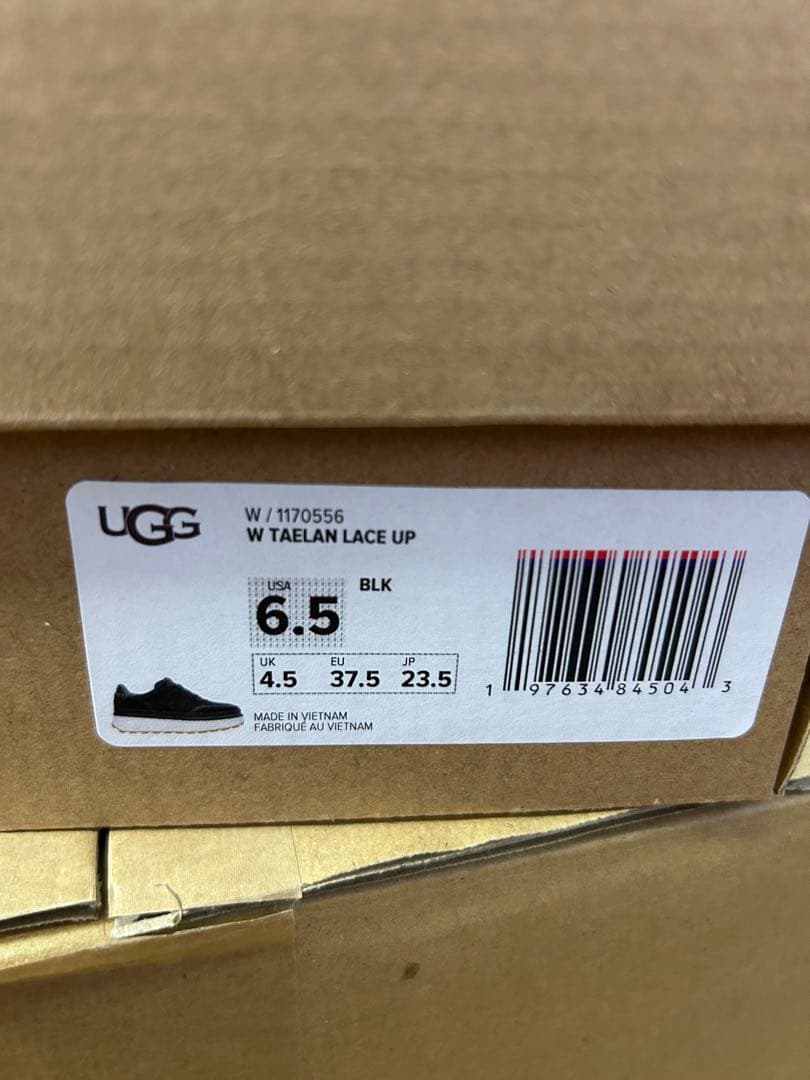 UGG
W / 1170556
W TAELAN LACE UP
USA
6.5
BLK
UK EU JP
4.5 37.5 23.5
MADE IN VIETNAM
FABRIQUÉ AU VIETNAM
1 97634 84504 3